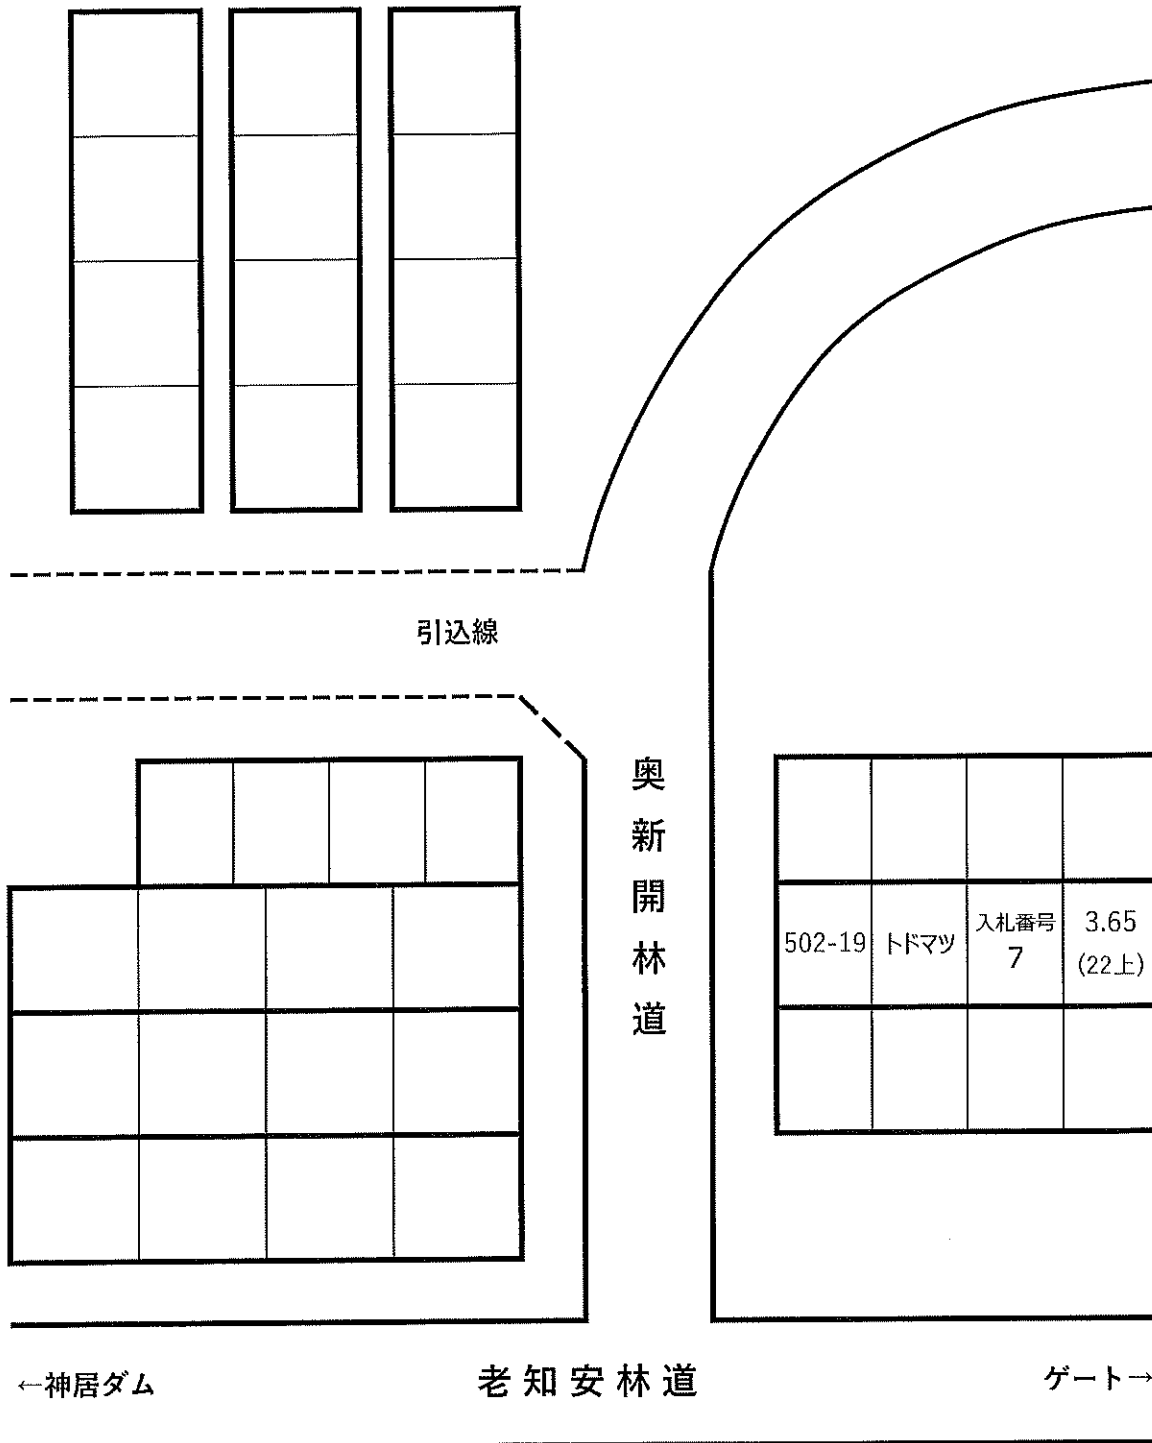 引込線
奥新開林道
502-19
トドマツ
入札番号
7
3.65
(22上)
←神居ダム
老知安林道
ゲート→